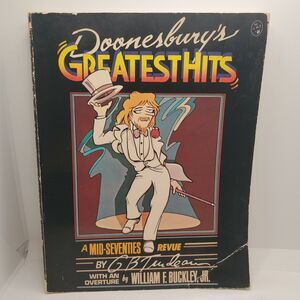 Doonesbury's
GREATEST HITS
A MID-SEVENTIES REVUE
BY G B Trudeau
WITH AN
OVERTURE by WILLIAM F. BUCKLEY, JR.